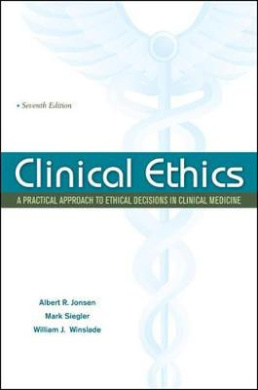 • Seventh Edition
Clinical Ethics
A PRACTICAL APPROACH TO ETHICAL DECISIONS IN CLINICAL MEDICINE
Albert R. Jonsen
Mark Siegler
William J. Winslade